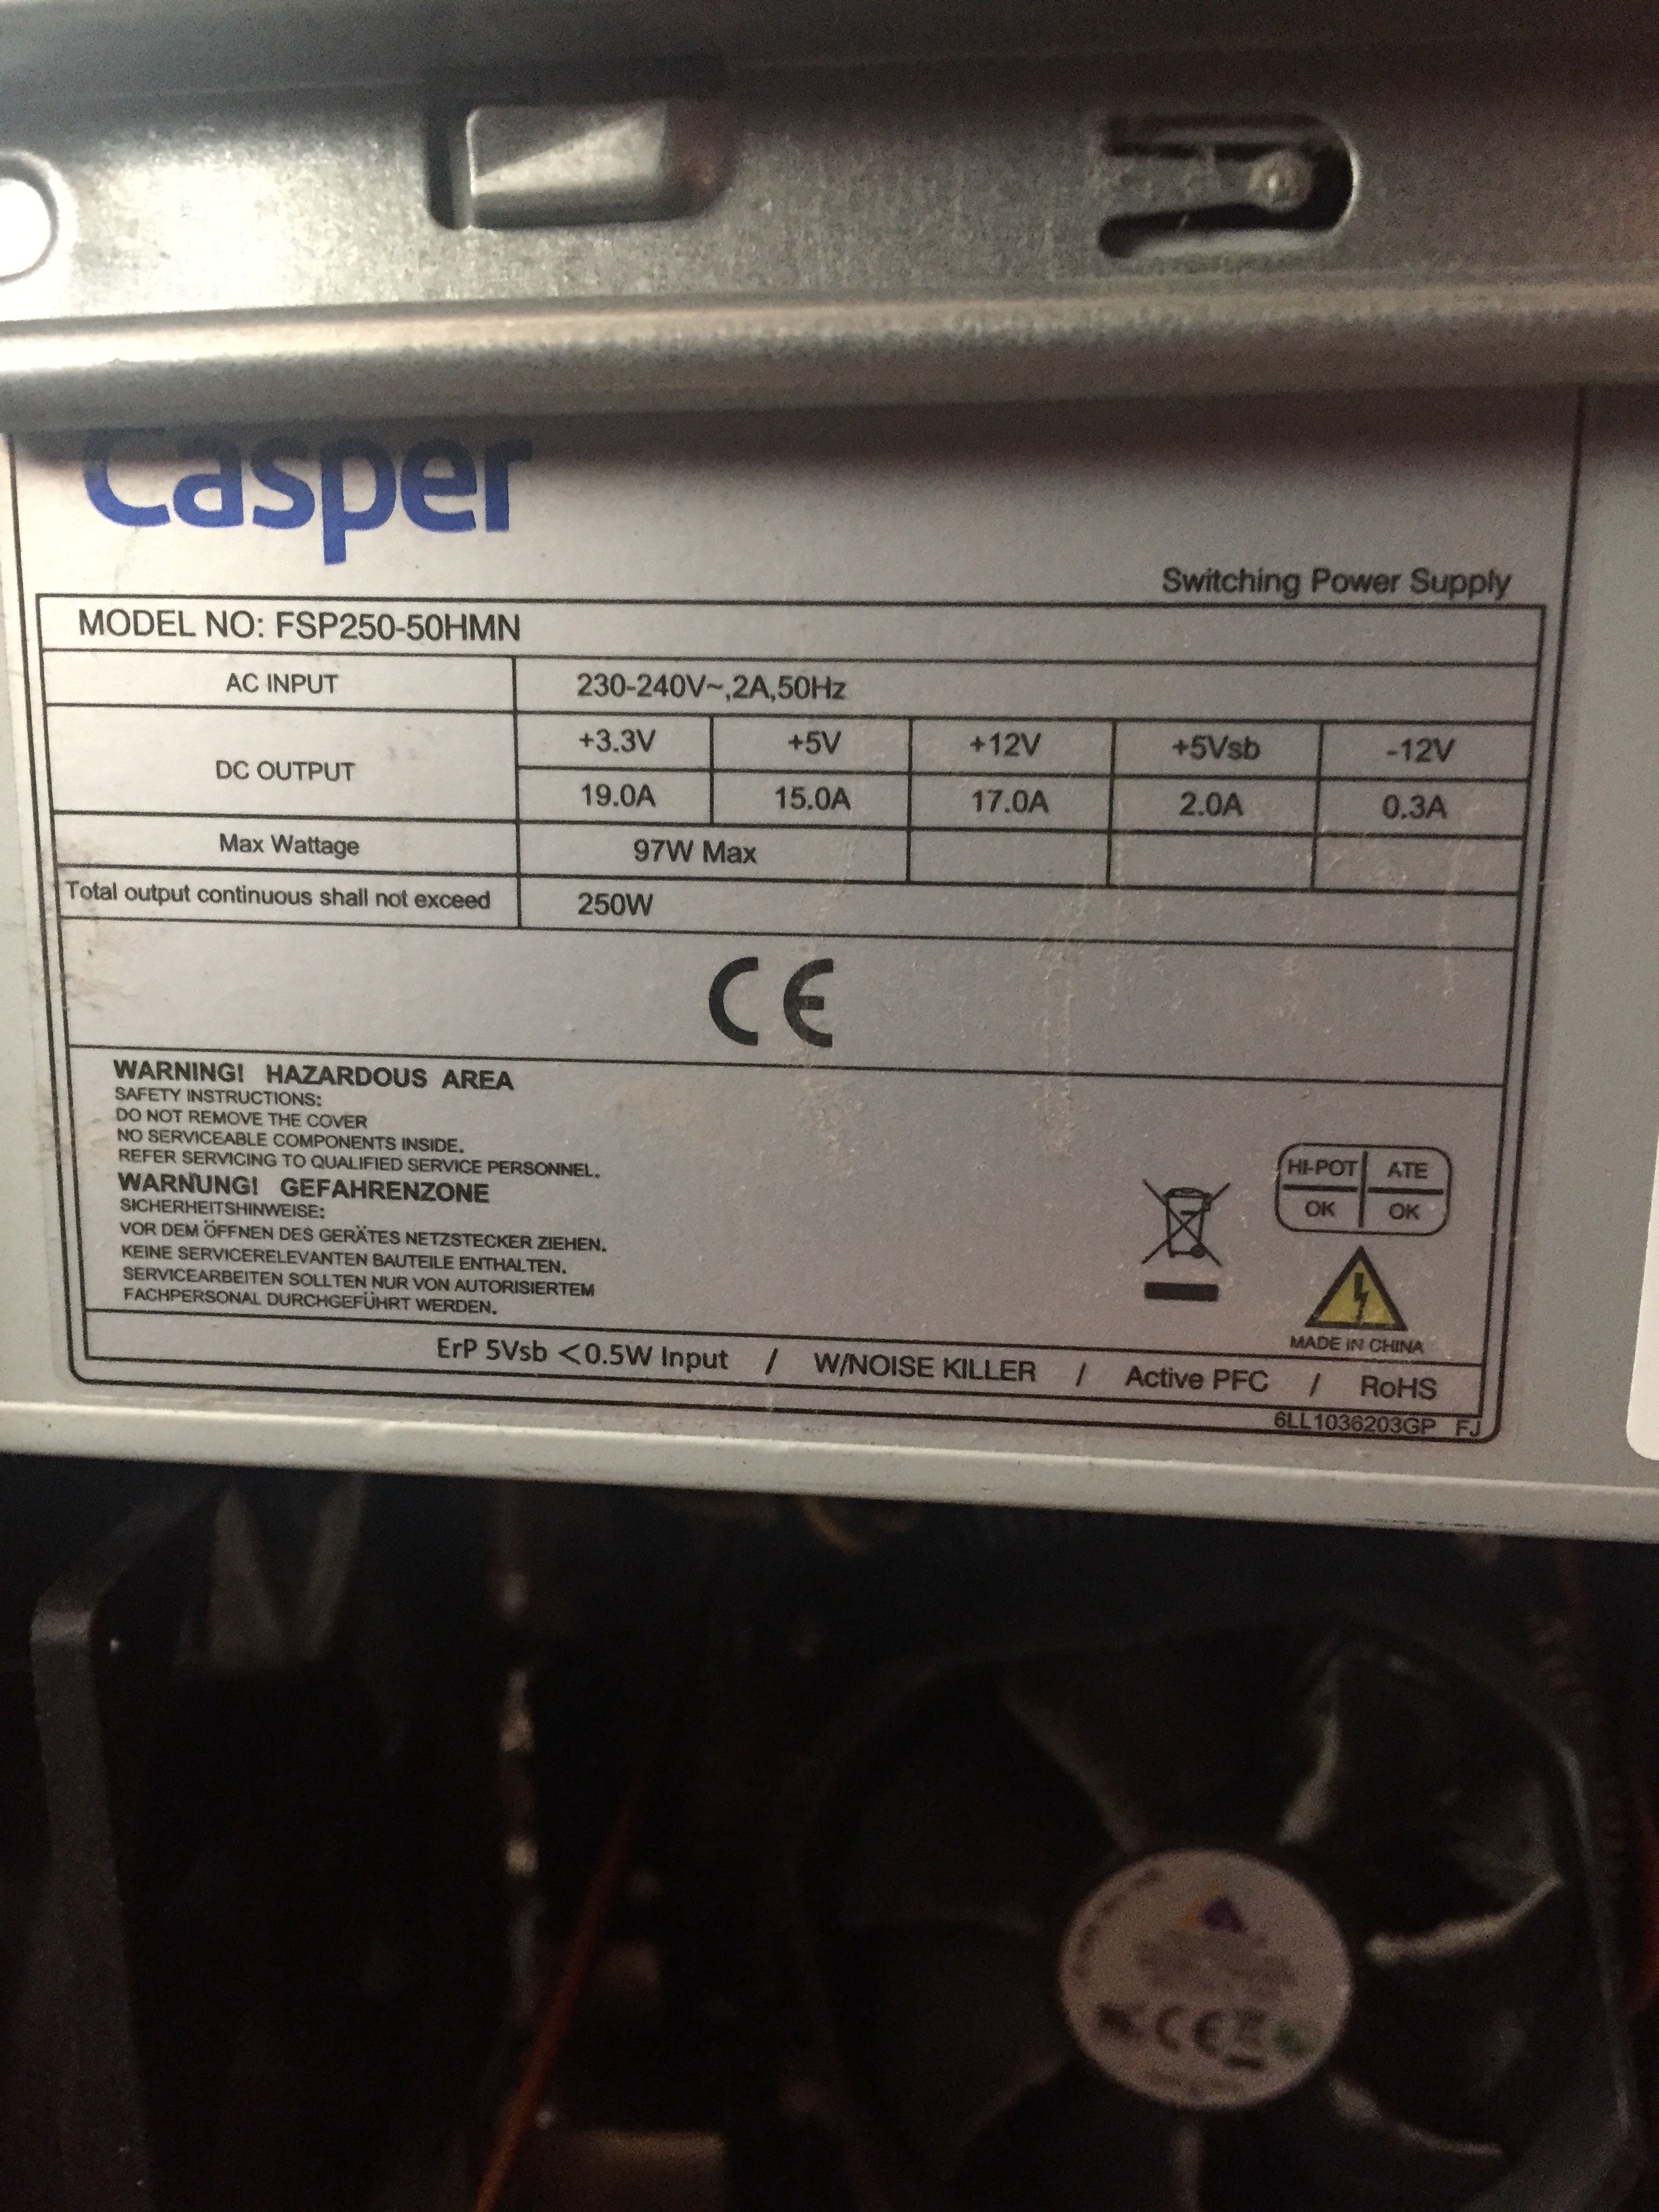 Casper
Switching Power Supply
MODEL NO: FSP250-50HMN
AC INPUT 230-240V~,2A,50Hz
DC OUTPUT
+3.3V +5V +12V +5Vsb -12V
19.0A 15.0A 17.0A 2.0A 0.3A
Max Wattage 97W Max
Total output continuous shall not exceed 250W
CE
WARNING! HAZARDOUS AREA
SAFETY INSTRUCTIONS:
DO NOT REMOVE THE COVER
NO SERVICEABLE COMPONENTS INSIDE.
REFER SERVICING TO QUALIFIED SERVICE PERSONNEL.
WARNUNG! GEFAHRENZONE
SICHERHEITSHINWEISE:
VOR DEM ÖFFNEN DES GERÄTES NETZSTECKER ZIEHEN.
KEINE SERVICERELEVANTEN BAUTEILE ENTHALTEN.
SERVICEARBEITEN SOLLTEN NUR VON AUTORISIERTEM
FACHPERSONAL DURCHGEFÜHRT WERDEN.
HI-POT ATE
OK OK
MADE IN CHINA
ErP 5Vsb <0.5W Input / W/NOISE KILLER / Active PFC / RoHS
6LL1036203GP FJ
CE